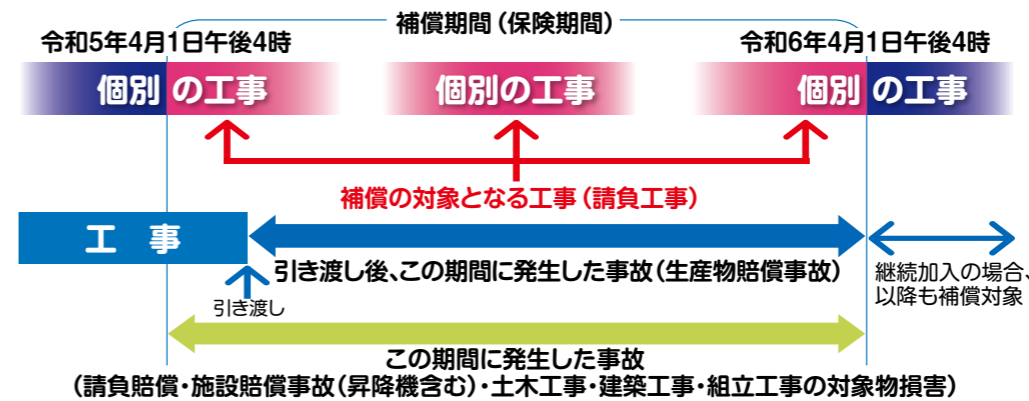 補償期間（保険期間）
令和5年4月1日午後4時
令和6年4月1日午後4時
個別の工事
個別の工事
個別の工事
補償の対象となる工事（請負工事）
工事
引き渡し後、この期間に発生した事故（生産物賠償事故）
引き渡し
継続加入の場合、
以降も補償対象
この期間に発生した事故
（請負賠償・施設賠償事故（昇降機含む）・土木工事・建築工事・組立工事の対象物損害）